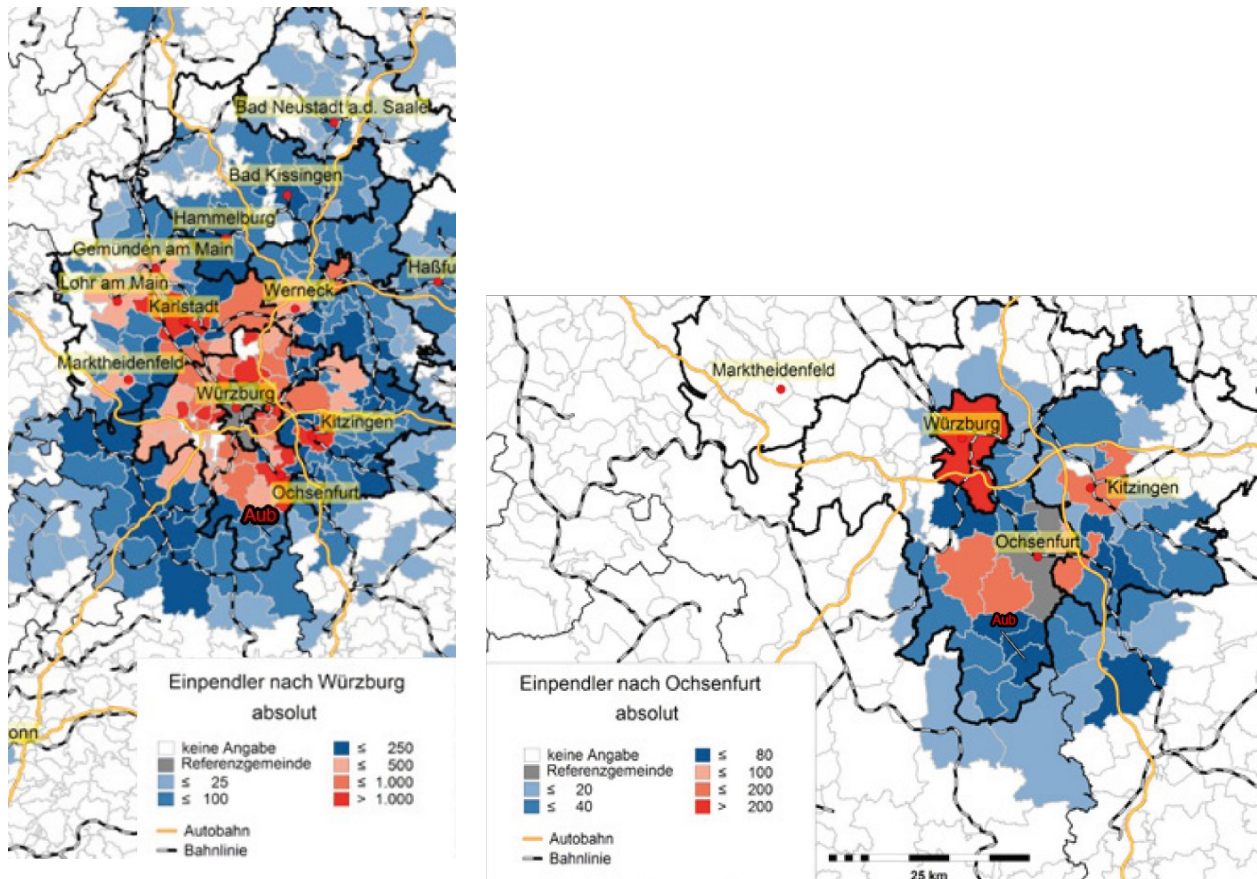 Bad Neustadt a.d. Saale
Bad Kissingen
Hammelburg
Gemünden am Main
Haßfu
Lohr am Main
Karlstadt
Werneck
Marktheidenfeld
Würzburg
Kitzingen
Ochsenfurt
Aub
onn
Einpendler nach Würzburg
absolut
keine Angabe
Referenzgemeinde
≤ 25
≤ 100
≤ 250
≤ 500
≤ 1.000
> 1.000
Autobahn
Bahnlinie
Marktheidenfeld
Würzburg
Kitzingen
Ochsenfurt
Aub
Einpendler nach Ochsenfurt
absolut
keine Angabe
Referenzgemeinde
≤ 20
≤ 40
≤ 80
≤ 100
≤ 200
> 200
Autobahn
Bahnlinie
25 km